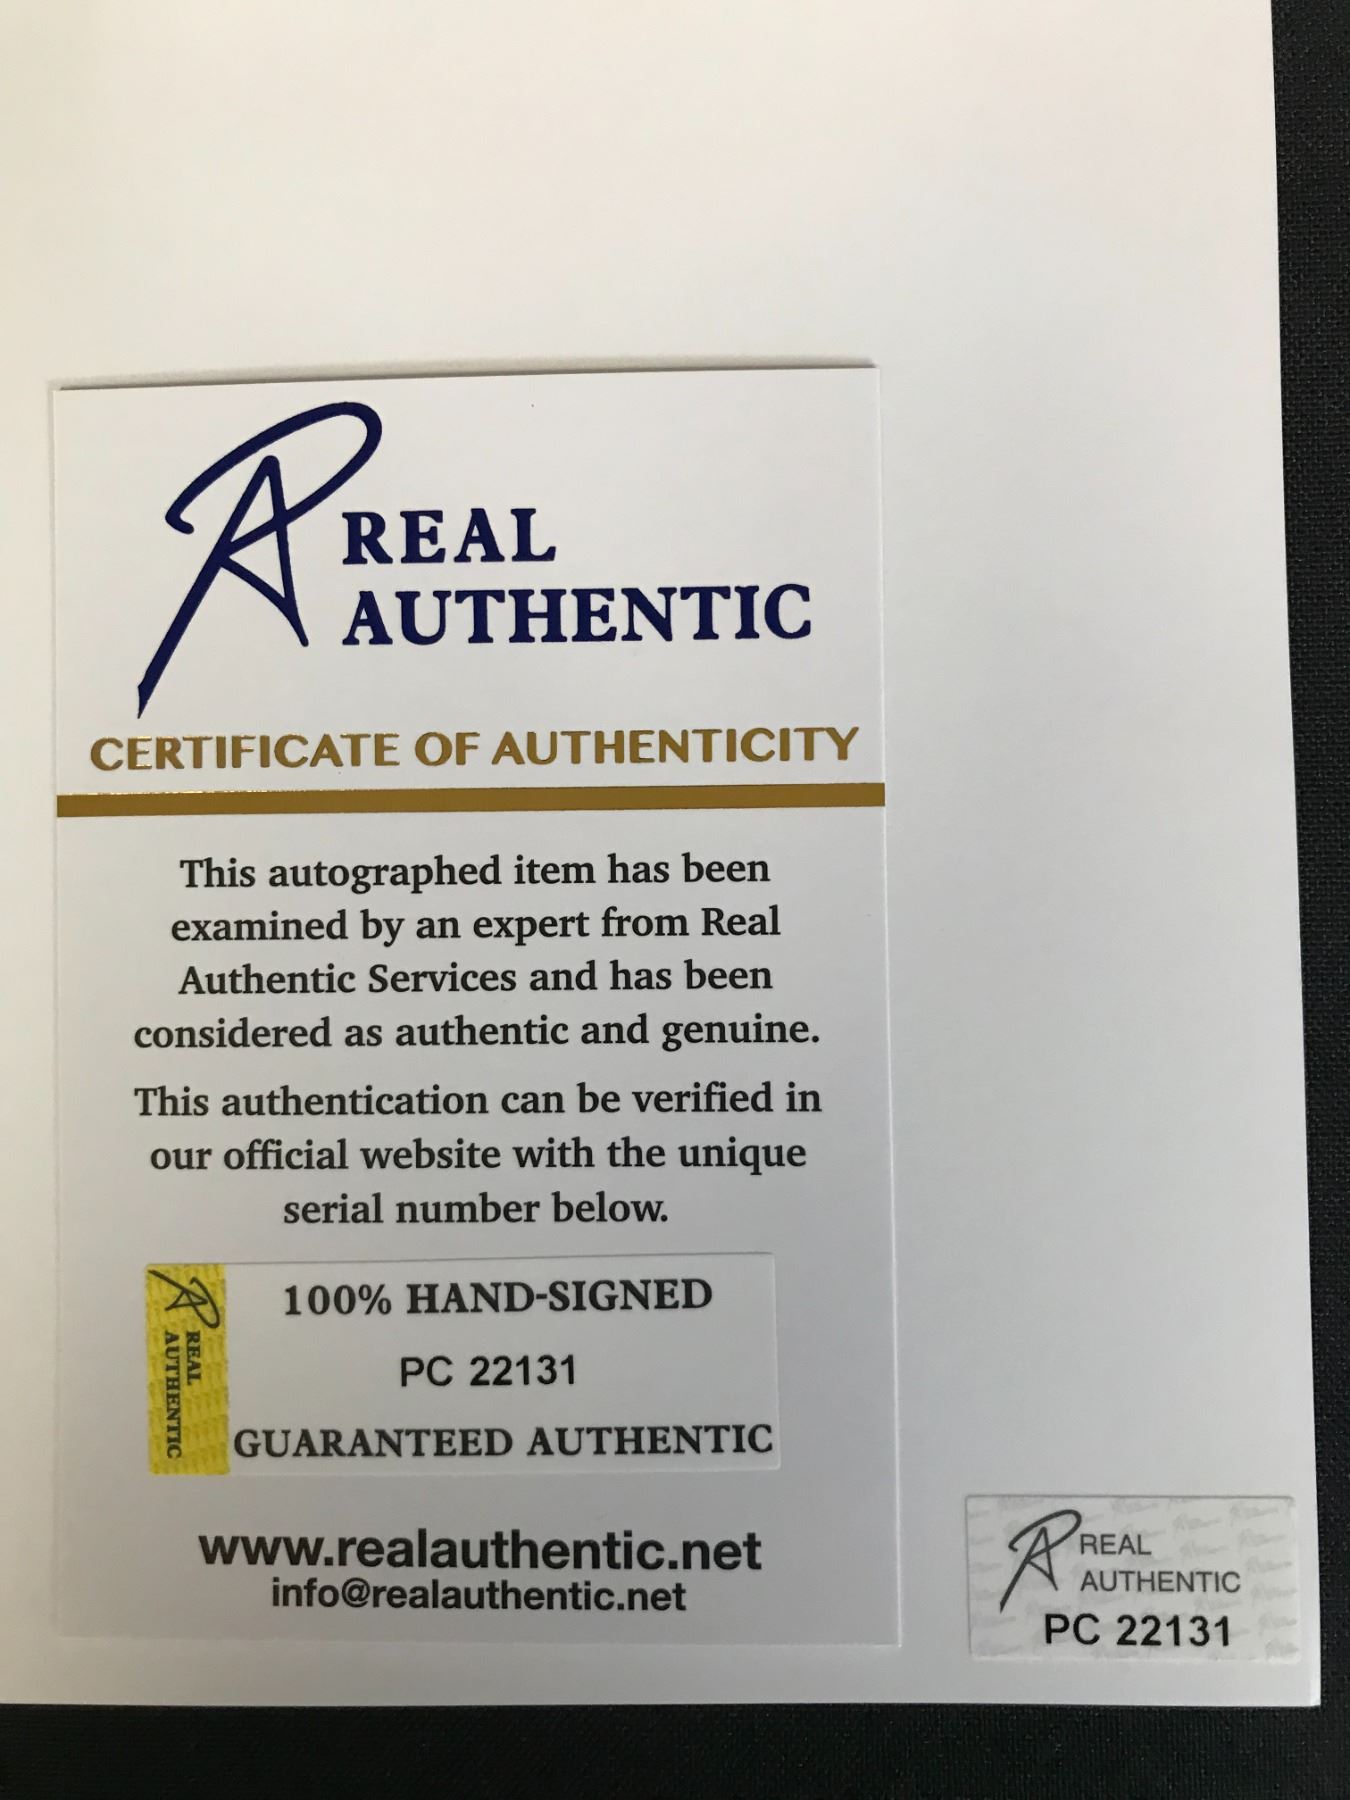 REAL
AUTHENTIC
CERTIFICATE OF AUTHENTICITY
This autographed item has been
examined by an expert from Real
Authentic Services and has been
considered as authentic and genuine.
This authentication can be verified in
our official website with the unique
serial number below.
REAL
AUTHENTIC
100% HAND-SIGNED
PC 22131
GUARANTEED AUTHENTIC
www.realauthentic.net
info@realauthentic.net
REAL
AUTHENTIC
PC 22131